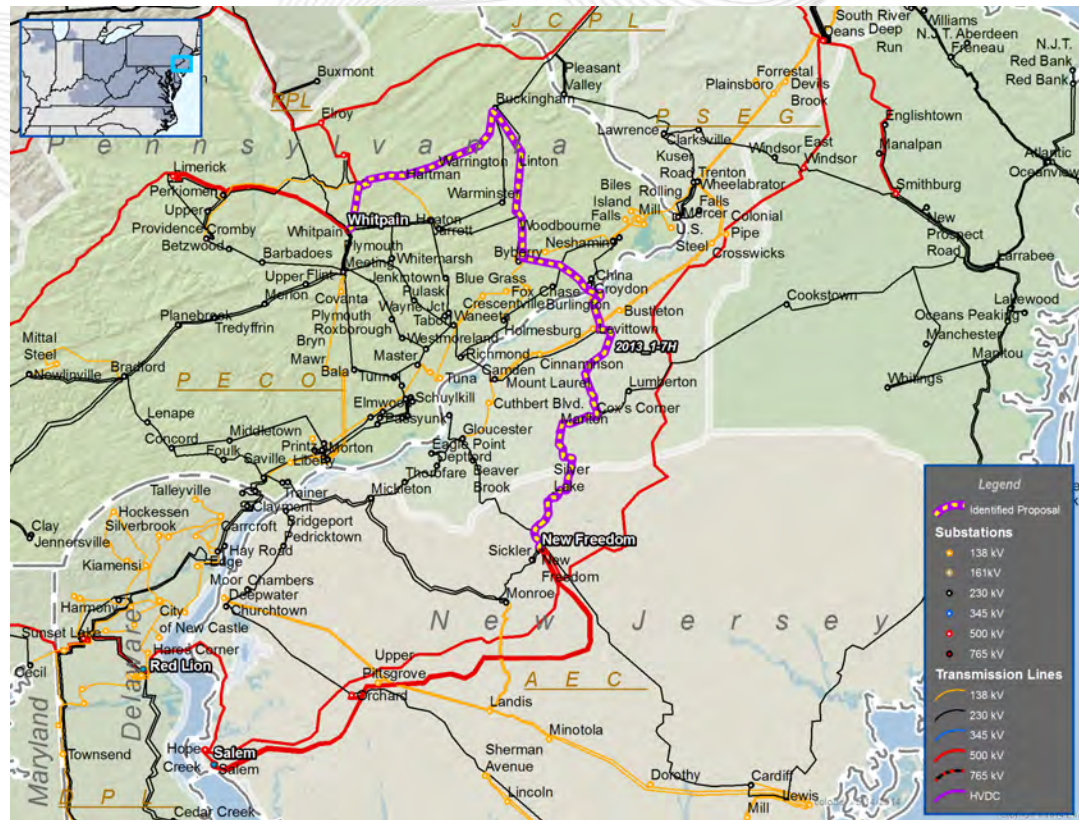 JCPL
South River
Deans
Deep
Run
Williams
N.J.T. Aberdeen
Freneau
N.J.T.
Red Bank
Red Bank
Buxmont
PPL
Elroy
Pleasant
Valley
Buckingham
Plainsboro
Forrestal
Devils
Brook
PSEG
Lawrence
Clarksville
Englishtown
Manalpan
Pennsylvania
Limerick
Warrington
Hartman
Linton
Kuser
Road
Windsor
East
Windsor
Atlantic
Oceanview
Perkiomen
Warminster
Trenton
Wheelabrator
Smithburg
Upper
Providence
Cromby
Betzwood
Whitpain
Whitpain
Heaton
Jarrett
Biles
Island
Rolling
Mill
Falls
Falls
Mercer
U.S.
Steel
Colonial
Pipe
Crosswicks
New
Prospect
Road
Larrabee
Woodbourne
Neshaminy
Byberry
Barbadoes
Plymouth
Meeting
Whitemarsh
Upper
Flint
Merion
Jenkintown
Blue Grass
China
Croydon
Cookstown
Lakewood
Oceans Peaking
Manchester
Manitou
Whitings
Planebrook
Tredyffrin
Covanta
Plymouth
Roxborough
Pulaski
Wayne Jct.
Tabor
Fox Chase
Crescentville
Waneeta
Burlington
Holmesburg
Bustleton
Levittown
2013_1-7H
Mittal
Steel
Newlinville
Bradford
Bryn
Mawr
Bala
Westmoreland
Master
Richmond
Camden
Cinnaminson
Mount Laurel
Lumberton
PECO
Tunn
Tuna
Schuylkill
Elmwood
Passyunk
Cuthbert Blvd.
Cox's Corner
Marlton
Lenape
Concord
Middletown
Foulk
Saville
Printz
Morton
Liberty
Gloucester
Eagle Point
Deptford
Thorofare
Beaver
Brook
Silver
Lake
Trainer
Mickleton
Talleyville
Hockessen
Silverbrook
Claymont
Carrcroft
Bridgeport
Pedricktown
Clay
Jennersville
Kiamensi
Edge
Hay Road
Moor
Chambers
Deepwater
Churchtown
Sickler
New Freedom
New
Freedom
Monroe
Harmony
City
of New Castle
Sunset Lake
Hares Corner
Cecil
Red Lion
New Jersey
Upper
Pittsgrove
Orchard
AEC
Landis
Minotola
Maryland
Delaware
Townsend
Hope
Creek
Salem
Salem
Sherman
Avenue
Lincoln
Dorothy
Cardiff
Mill
Lewis
DPL
Cedar Creek
Legend
Identified Proposal
Substations
138 kV
161kV
230 kV
345 kV
500 kV
765 kV
Transmission Lines
138 kV
230 kV
345 kV
500 kV
765 kV
HVDC